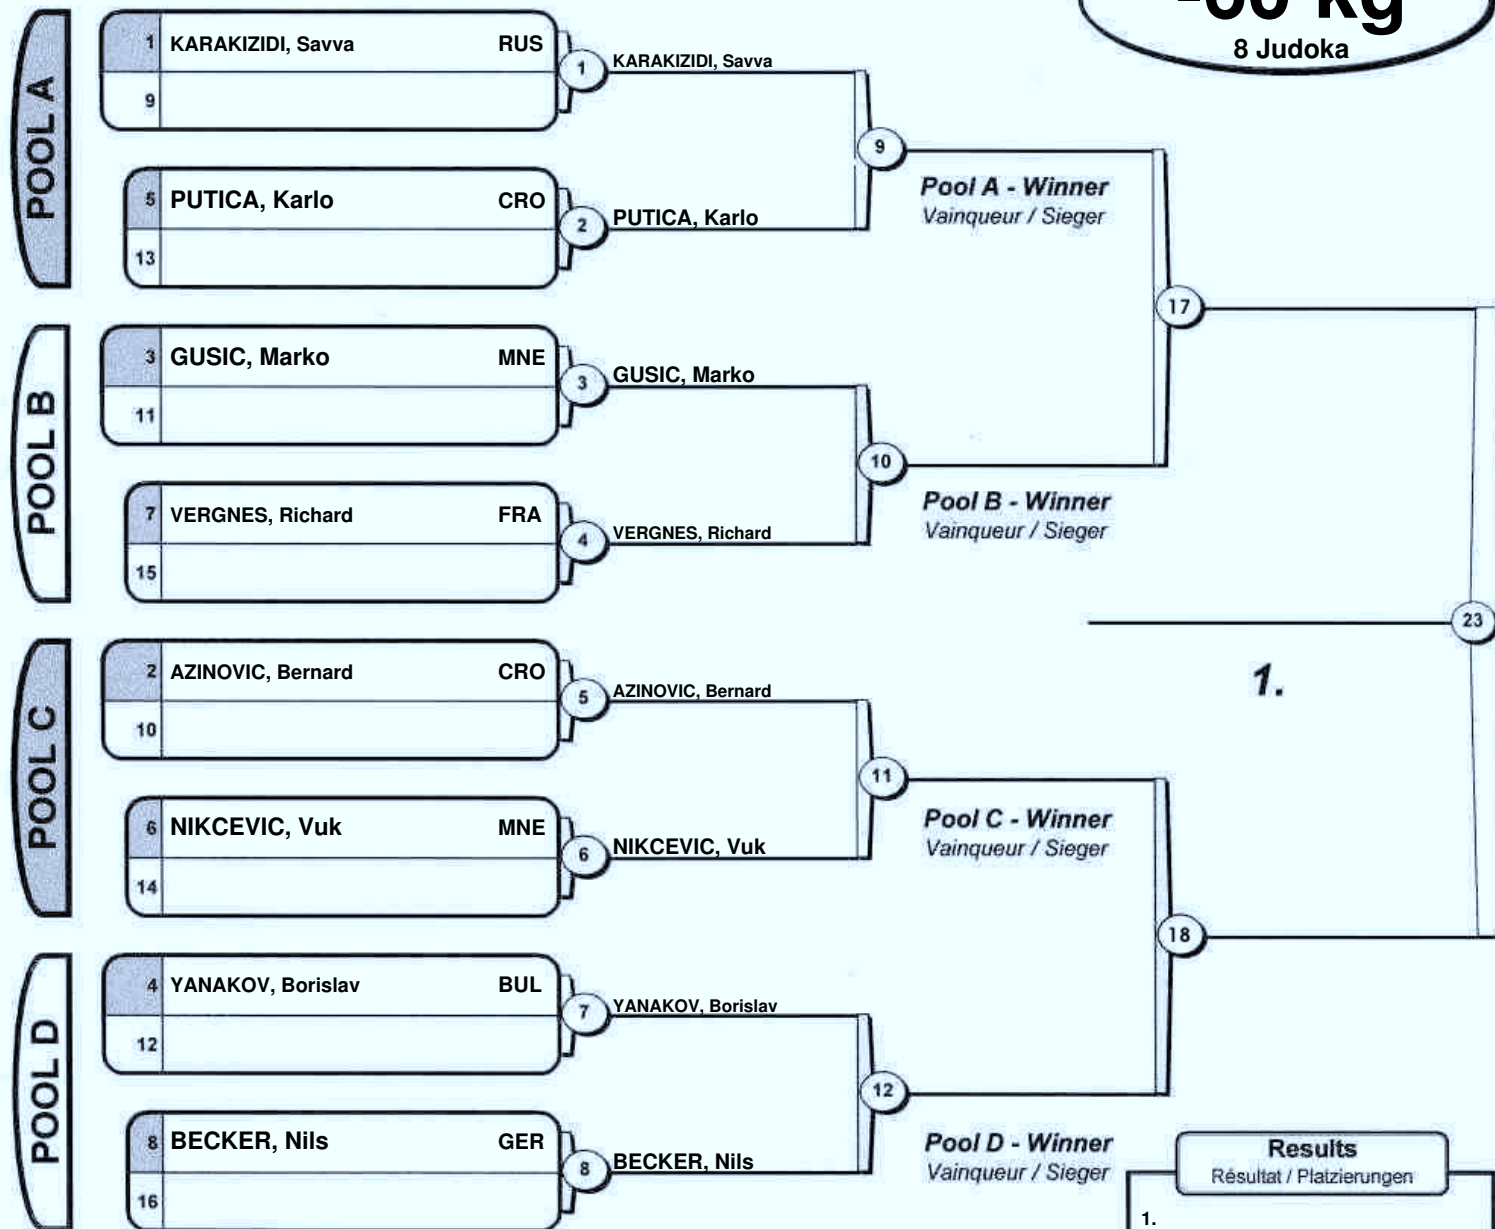 -60 kg
8 Judoka
POOL A
1 KARAKIZIDI, Savva RUS
9
1 KARAKIZIDI, Savva
5 PUTICA, Karlo CRO
13
2 PUTICA, Karlo
9
Pool A - Winner
Vainqueur / Sieger
POOL B
3 GUSIC, Marko MNE
11
3 GUSIC, Marko
7 VERGNES, Richard FRA
15
4 VERGNES, Richard
10
Pool B - Winner
Vainqueur / Sieger
17
POOL C
2 AZINOVIC, Bernard CRO
10
5 AZINOVIC, Bernard
6 NIKCEVIC, Vuk MNE
14
6 NIKCEVIC, Vuk
11
Pool C - Winner
Vainqueur / Sieger
POOL D
4 YANAKOV, Borislav BUL
12
7 YANAKOV, Borislav
8 BECKER, Nils GER
16
8 BECKER, Nils
12
Pool D - Winner
Vainqueur / Sieger
18
23
1.
Results
Résultat / Platzierungen
1.